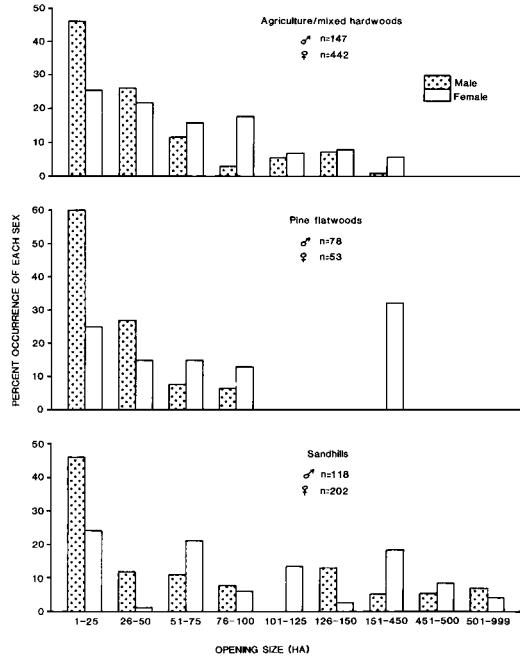 Agriculture/mixed hardwoods
♂ n=147
♀ n=442
Male
Female
50
40
30
20
10
0
Pine flatwoods
♂ n=78
♀ n=53
60
50
40
30
20
10
0
PERCENT OCCURRENCE OF EACH SEX
Sandhills
♂ n=118
♀ n=202
50
40
30
20
10
0
1-25 26-50 51-75 76-100 101-125 126-150 151-450 451-500 501-999
OPENING SIZE (HA)